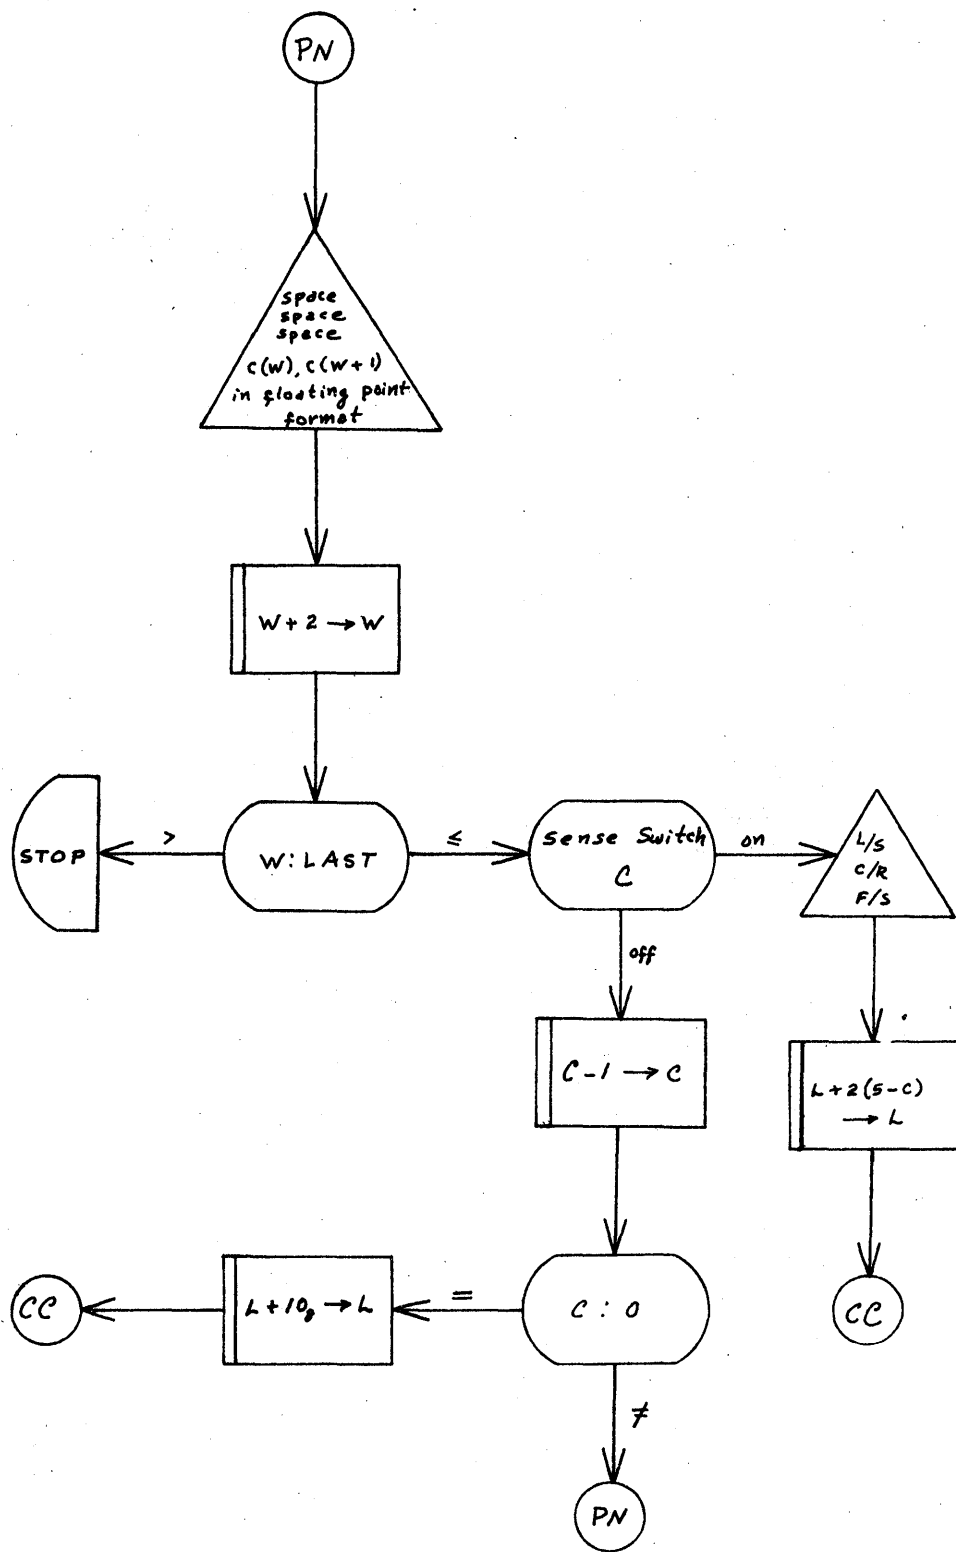 PN
space
space
space
C(W), C(W+1)
in floating point
format
W+2 → W
STOP
>
W:LAST
≤
Sense Switch
C
on
L/S
C/R
F/S
off
C-1 → C
L+2(5-C)
→ L
CC
L+10₈ → L
=
C : 0
CC
≠
PN